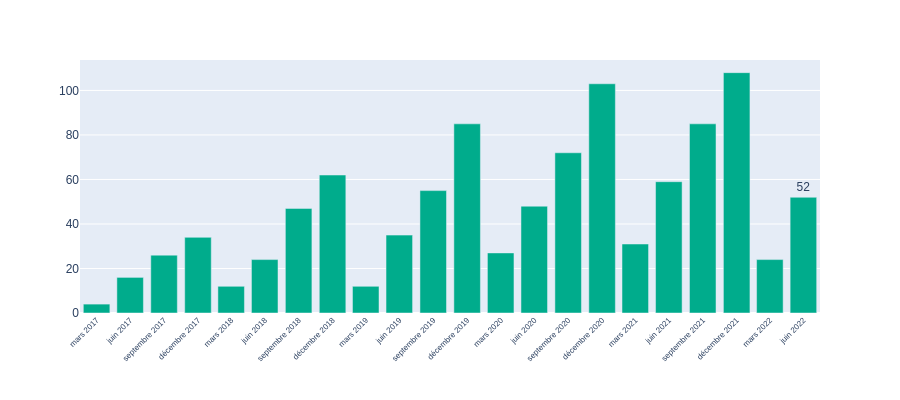 100
80
60
40
20
0
52
mars 2017
juin 2017
septembre 2017
décembre 2017
mars 2018
juin 2018
septembre 2018
décembre 2018
mars 2019
juin 2019
septembre 2019
décembre 2019
mars 2020
juin 2020
septembre 2020
décembre 2020
mars 2021
juin 2021
septembre 2021
décembre 2021
mars 2022
juin 2022